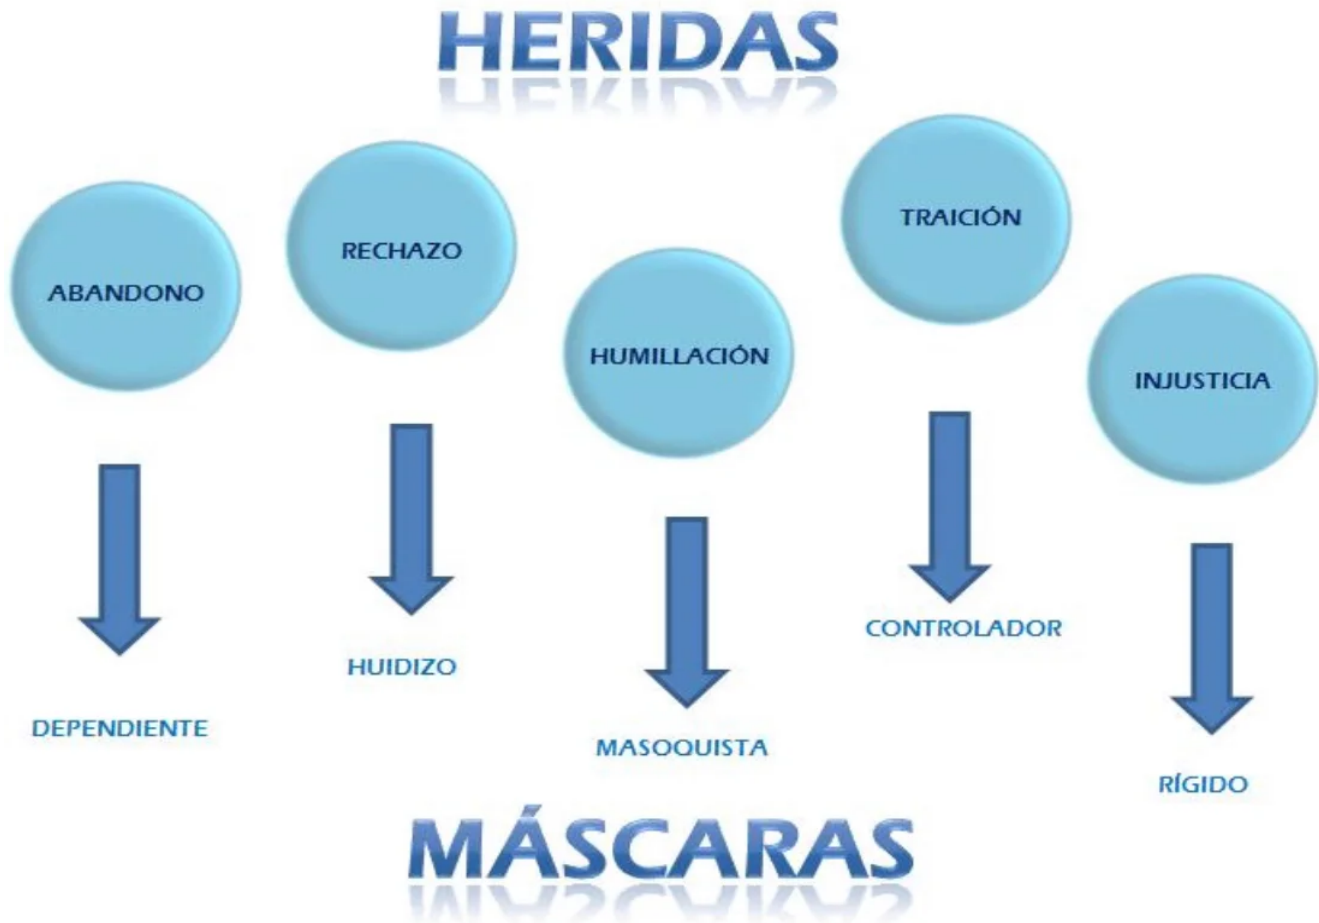 HERIDAS
ABANDONO
RECHAZO
HUMILLACIÓN
TRAICIÓN
INJUSTICIA
DEPENDIENTE
HUIDIZO
MASOQUISTA
CONTROLADOR
RÍGIDO
MÁSCARAS